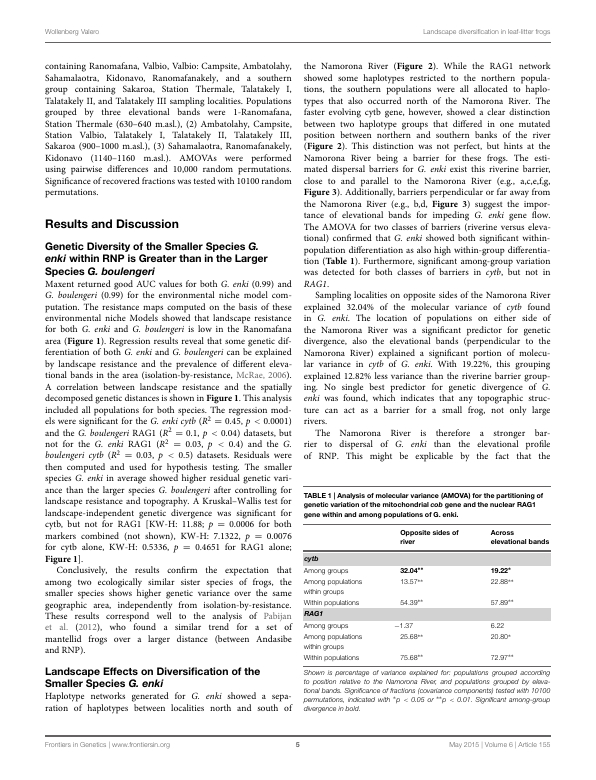 Wollenberg Valero
Landscape diversification in leaf-litter frogs
containing Ranomafana, Valbio, Valbio: Campsite, Ambatolahy,
Sahamalaotra, Kidonavo, Ranomafanakely, and a southern
group containing Sakaroa, Station Thermale, Talatakely I,
Talatakely II, and Talatakely III sampling localities. Populations
grouped by three elevational bands were 1-Ranomafana,
Station Thermale (630–640 m.asl.), (2) Ambatolahy, Campsite,
Station Valbio, Talatakely I, Talatakely II, Talatakely III,
Sakaroa (900–1000 m.asl.), (3) Sahamalaotra, Ranomafanakely,
Kidonavo (1140–1160 m.asl.). AMOVAs were performed
using pairwise differences and 10,000 random permutations.
Significance of recovered fractions was tested with 10100 random
permutations.
Results and Discussion
Genetic Diversity of the Smaller Species G.
enki within RNP is Greater than in the Larger
Species G. boulengeri
Maxent returned good AUC values for both G. enki (0.99) and
G. boulengeri (0.99) for the environmental niche model com-
putation. The resistance maps computed on the basis of these
environmental niche Models showed that landscape resistance
for both G. enki and G. boulengeri is low in the Ranomafana
area (Figure 1). Regression results reveal that some genetic dif-
ferentiation of both G. enki and G. boulengeri can be explained
by landscape resistance and the prevalence of different eleva-
tional bands in the area (isolation-by-resistance, McRae, 2006).
A correlation between landscape resistance and the spatially
decomposed genetic distances is shown in Figure 1. This analysis
included all populations for both species. The regression mod-
els were significant for the G. enki cytb (R² = 0.45, p < 0.0001)
and the G. boulengeri RAG1 (R² = 0.1, p < 0.04) datasets, but
not for the G. enki RAG1 (R² = 0.03, p < 0.4) and the G.
boulengeri cytb (R² = 0.03, p < 0.5) datasets. Residuals were
then computed and used for hypothesis testing. The smaller
species G. enki in average showed higher residual genetic vari-
ance than the larger species G. boulengeri after controlling for
landscape resistance and topography. A Kruskal–Wallis test for
landscape-independent genetic divergence was significant for
cytb, but not for RAG1 [KW-H: 11.88; p = 0.0006 for both
markers combined (not shown), KW-H: 7.1322, p = 0.0076
for cytb alone, KW-H: 0.5336, p = 0.4651 for RAG1 alone;
Figure 1].
Conclusively, the results confirm the expectation that
among two ecologically similar sister species of frogs, the
smaller species shows higher genetic variance over the same
geographic area, independently from isolation-by-resistance.
These results correspond well to the analysis of Pabijan
et al. (2012), who found a similar trend for a set of
mantellid frogs over a larger distance (between Andasibe
and RNP).
Landscape Effects on Diversification of the
Smaller Species G. enki
Haplotype networks generated for G. enki showed a sepa-
ration of haplotypes between localities north and south of
the Namorona River (Figure 2). While the RAG1 network
showed some haplotypes restricted to the northern popula-
tions, the southern populations were all allocated to haplo-
types that also occurred north of the Namorona River. The
faster evolving cytb gene, however, showed a clear distinction
between two haplotype groups that differed in one mutated
position between northern and southern banks of the river
(Figure 2). This distinction was not perfect, but hints at the
Namorona River being a barrier for these frogs. The esti-
mated dispersal barriers for G. enki exist this riverine barrier,
close to and parallel to the Namorona River (e.g., a,c,e,f,g,
Figure 3). Additionally, barriers perpendicular or far away from
the Namorona River (e.g., b,d, Figure 3) suggest the impor-
tance of elevational bands for impeding G. enki gene flow.
The AMOVA for two classes of barriers (riverine versus eleva-
tional) confirmed that G. enki showed both significant within-
population differentiation as also high within-group differentia-
tion (Table 1). Furthermore, significant among-group variation
was detected for both classes of barriers in cytb, but not in
RAG1.
Sampling localities on opposite sides of the Namorona River
explained 32.04% of the molecular variance of cytb found
in G. enki. The location of populations on either side of
the Namorona River was a significant predictor for genetic
divergence, also the elevational bands (perpendicular to the
Namorona River) explained a significant portion of molecu-
lar variance in cytb of G. enki. With 19.22%, this grouping
explained 12.82% less variance than the riverine barrier group-
ing. No single best predictor for genetic divergence of G.
enki was found, which indicates that any topographic struc-
ture can act as a barrier for a small frog, not only large
rivers.
The Namorona River is therefore a stronger bar-
rier to dispersal of G. enki than the elevational profile
of RNP. This might be explicable by the fact that the
TABLE 1 | Analysis of molecular variance (AMOVA) for the partitioning of
genetic variation of the mitochondrial cob gene and the nuclear RAG1
gene within and among populations of G. enki.
Opposite sides of river
Across elevational bands
cytb
Among groups 32.04** 19.22*
Among populations within groups 13.57** 22.88**
Within populations 54.39** 57.89**
RAG1
Among groups −1.37 6.22
Among populations within groups 25.68** 20.80*
Within populations 75.68** 72.97**
Shown is percentage of variance explained for: populations grouped according
to position relative to the Namorona River, and populations grouped by eleva-
tional bands. Significance of fractions (covariance components) tested with 10100
permutations, indicated with *p < 0.05 or **p < 0.01. Significant among-group
divergence in bold.
Frontiers in Genetics | www.frontiersin.org
5
May 2015 | Volume 6 | Article 155